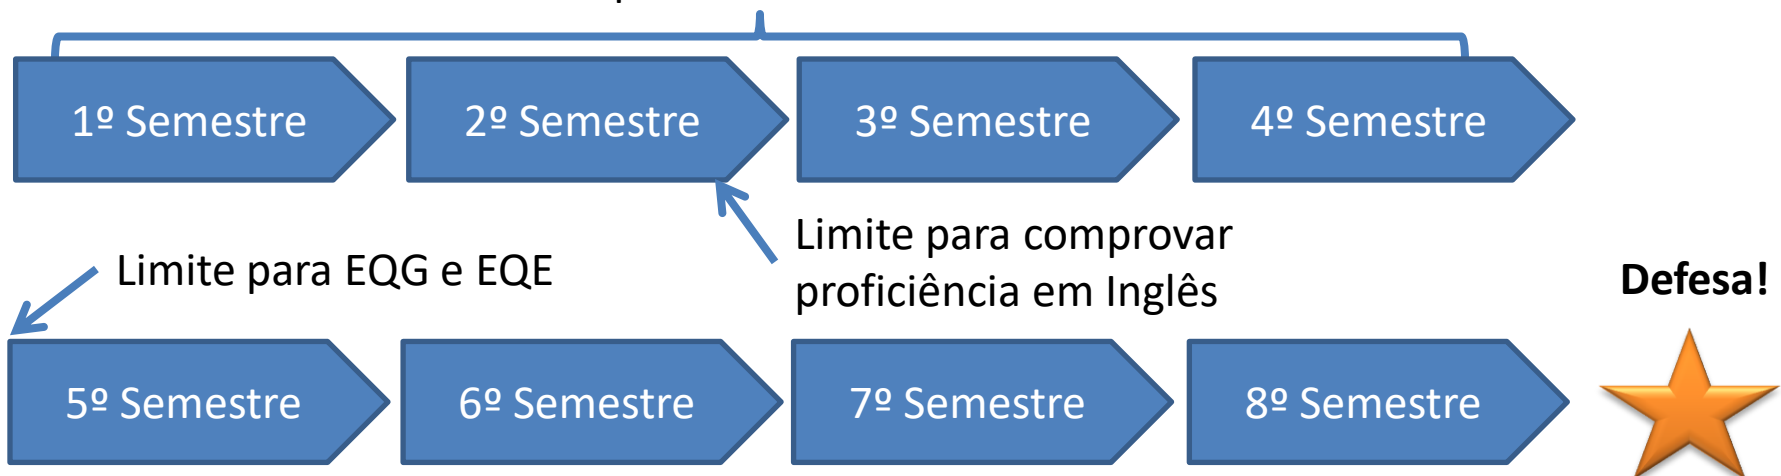 1º Semestre
2º Semestre
3º Semestre
4º Semestre
Limite para EQG e EQE
Limite para comprovar
proficiência em Inglês
Defesa!
5º Semestre
6º Semestre
7º Semestre
8º Semestre